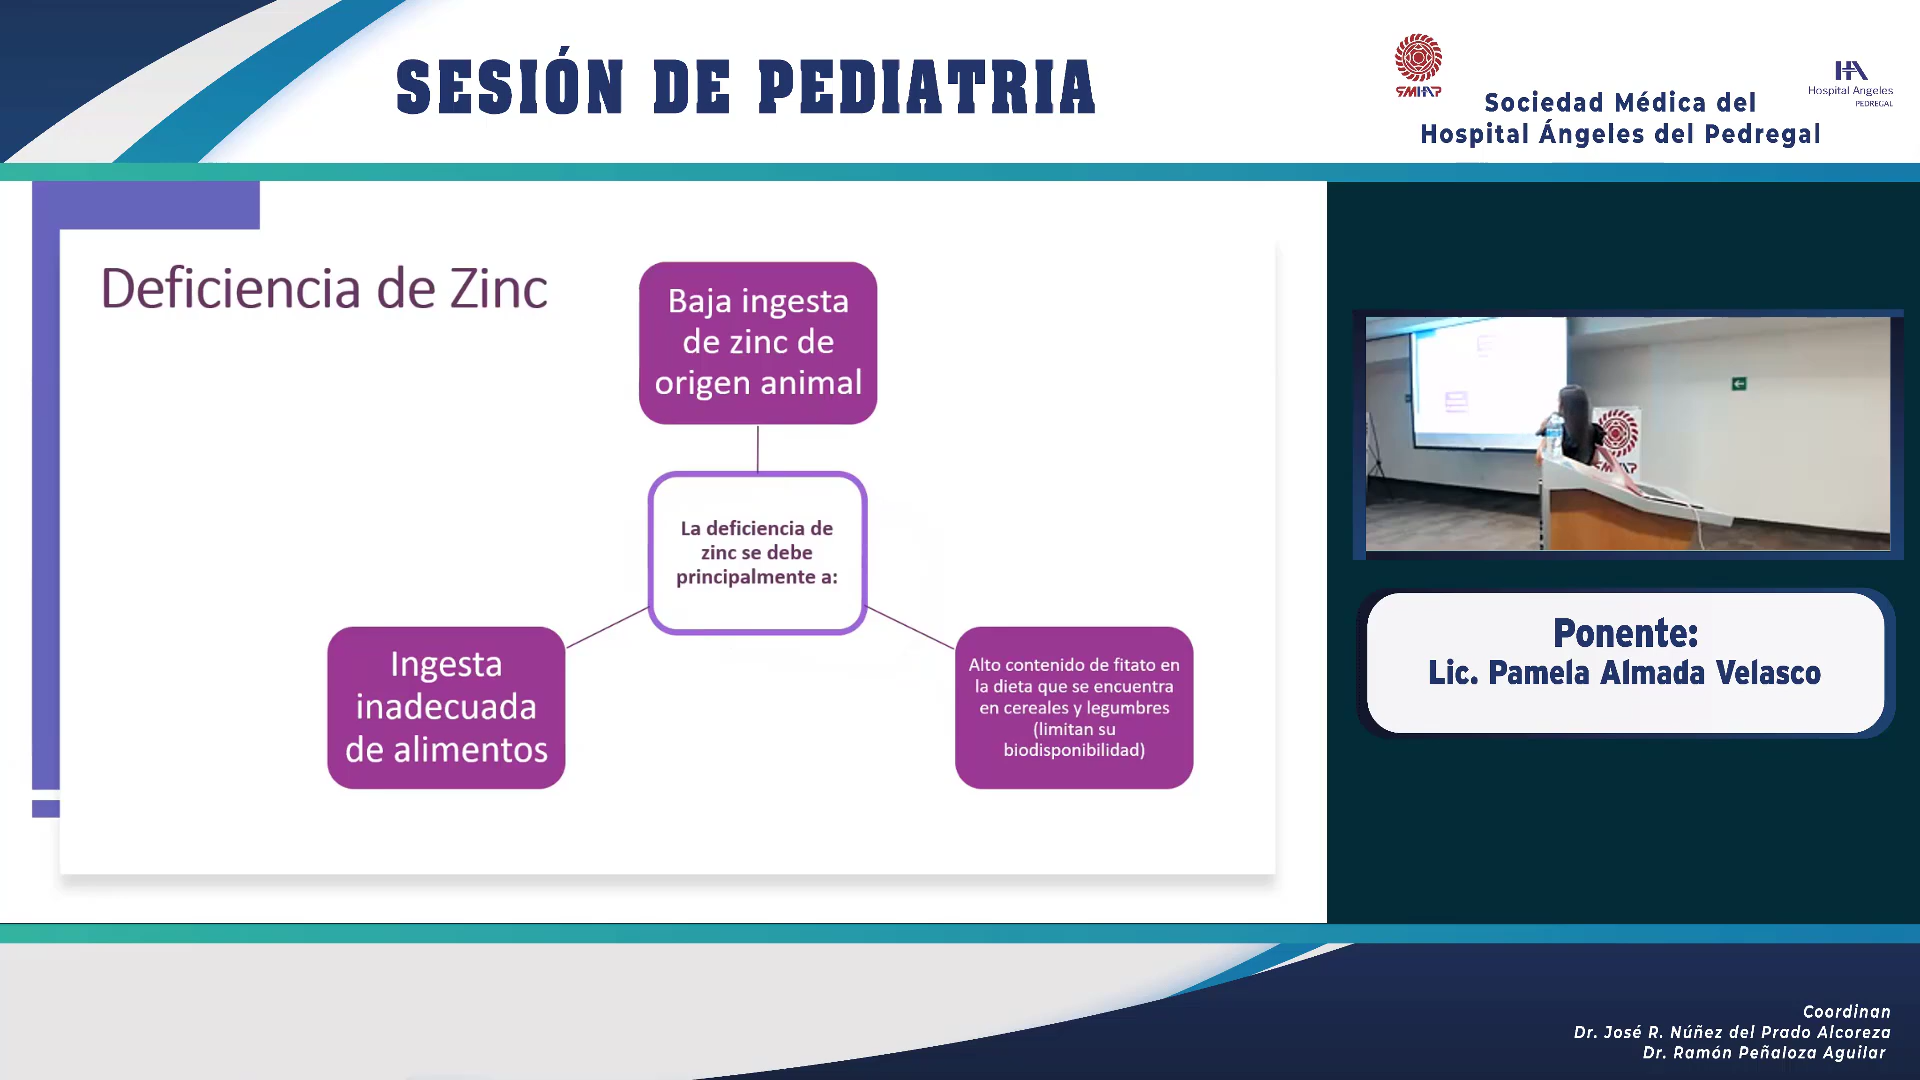 SESIÓN DE PEDIATRIA
SMHAP
Sociedad Médica del
Hospital Ángeles del Pedregal
HA
Hospital Angeles
PEDREGAL
Deficiencia de Zinc
Baja ingesta
de zinc de
origen animal
La deficiencia de
zinc se debe
principalmente a:
Ingesta
inadecuada
de alimentos
Alto contenido de fitato en
la dieta que se encuentra
en cereales y legumbres
(limitan su
biodisponibilidad)
SMHAP
Ponente:
Lic. Pamela Almada Velasco
Coordinan
Dr. José R. Núñez del Prado Alcoreza
Dr. Ramón Peñaloza Aguilar